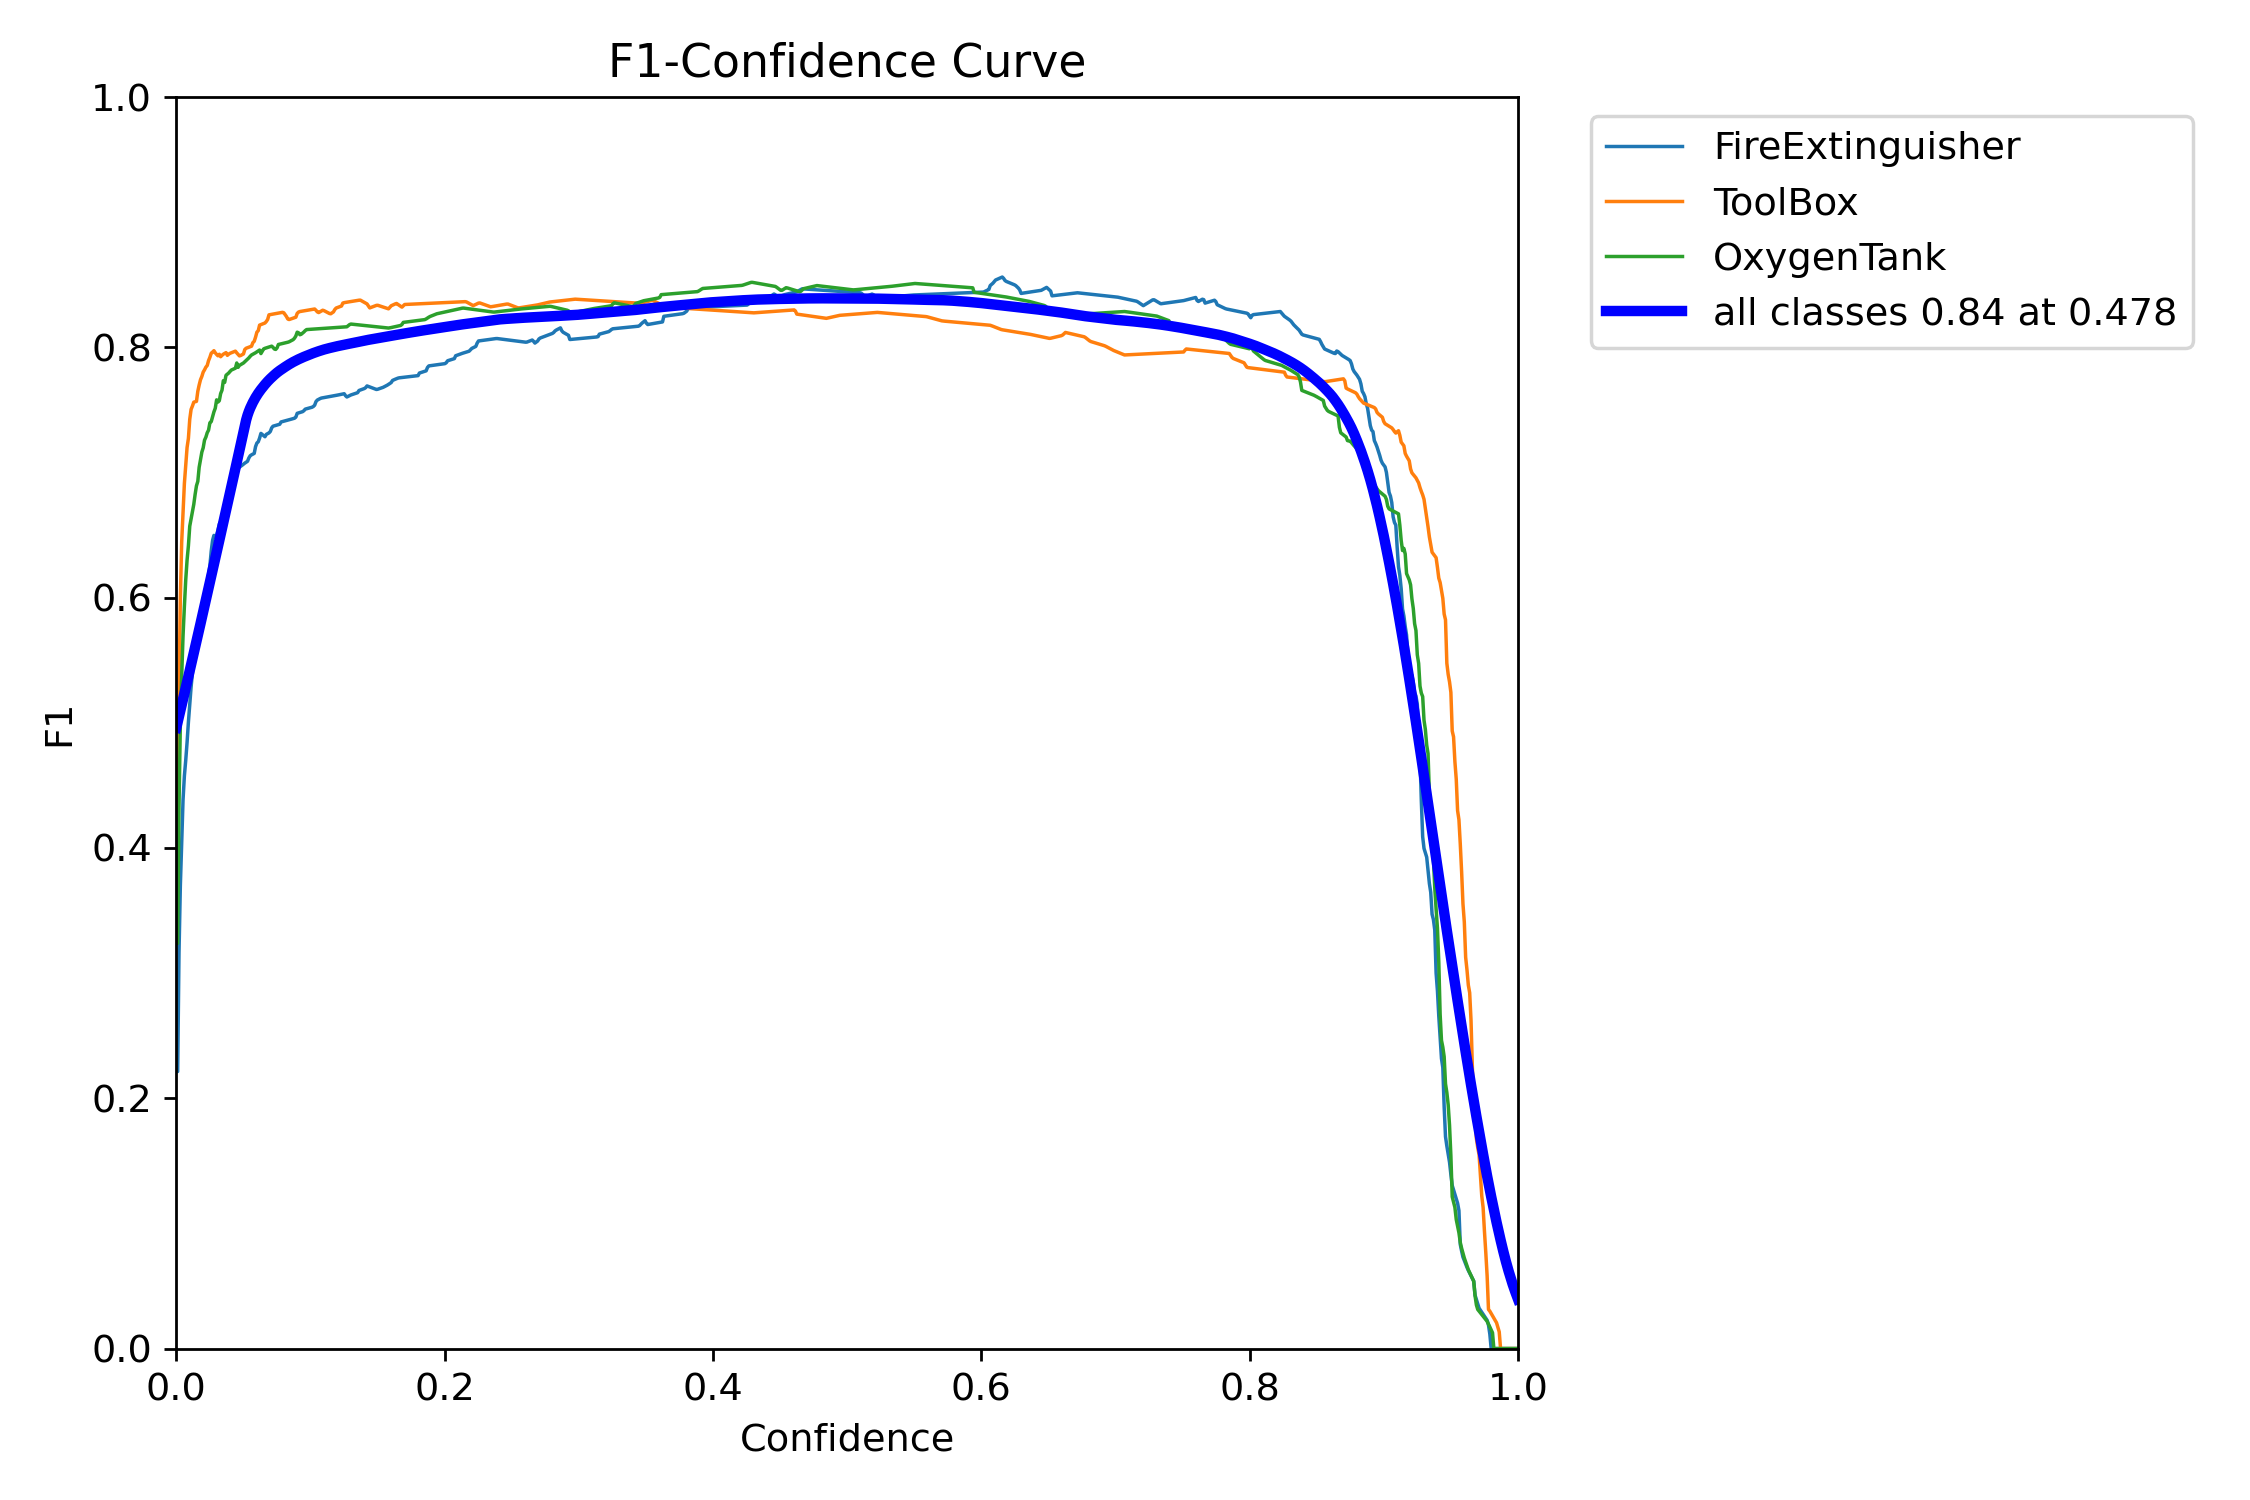 F1-Confidence Curve
1.0
0.8
0.6
0.4
0.2
0.0
F1
0.0 0.2 0.4 0.6 0.8 1.0
Confidence
FireExtinguisher
ToolBox
OxygenTank
all classes 0.84 at 0.478